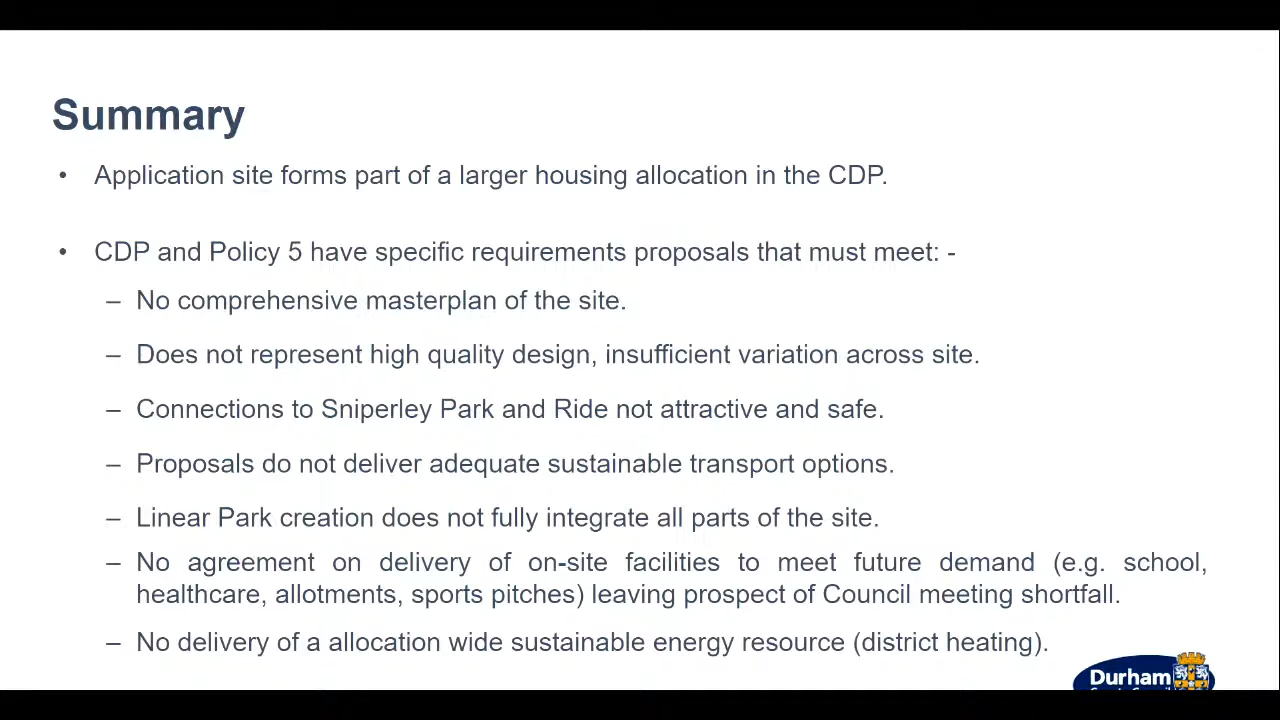 Summary
• Application site forms part of a larger housing allocation in the CDP.
• CDP and Policy 5 have specific requirements proposals that must meet: -
– No comprehensive masterplan of the site.
– Does not represent high quality design, insufficient variation across site.
– Connections to Sniperley Park and Ride not attractive and safe.
– Proposals do not deliver adequate sustainable transport options.
– Linear Park creation does not fully integrate all parts of the site.
– No agreement on delivery of on-site facilities to meet future demand (e.g. school,
healthcare, allotments, sports pitches) leaving prospect of Council meeting shortfall.
– No delivery of a allocation wide sustainable energy resource (district heating).
Durham